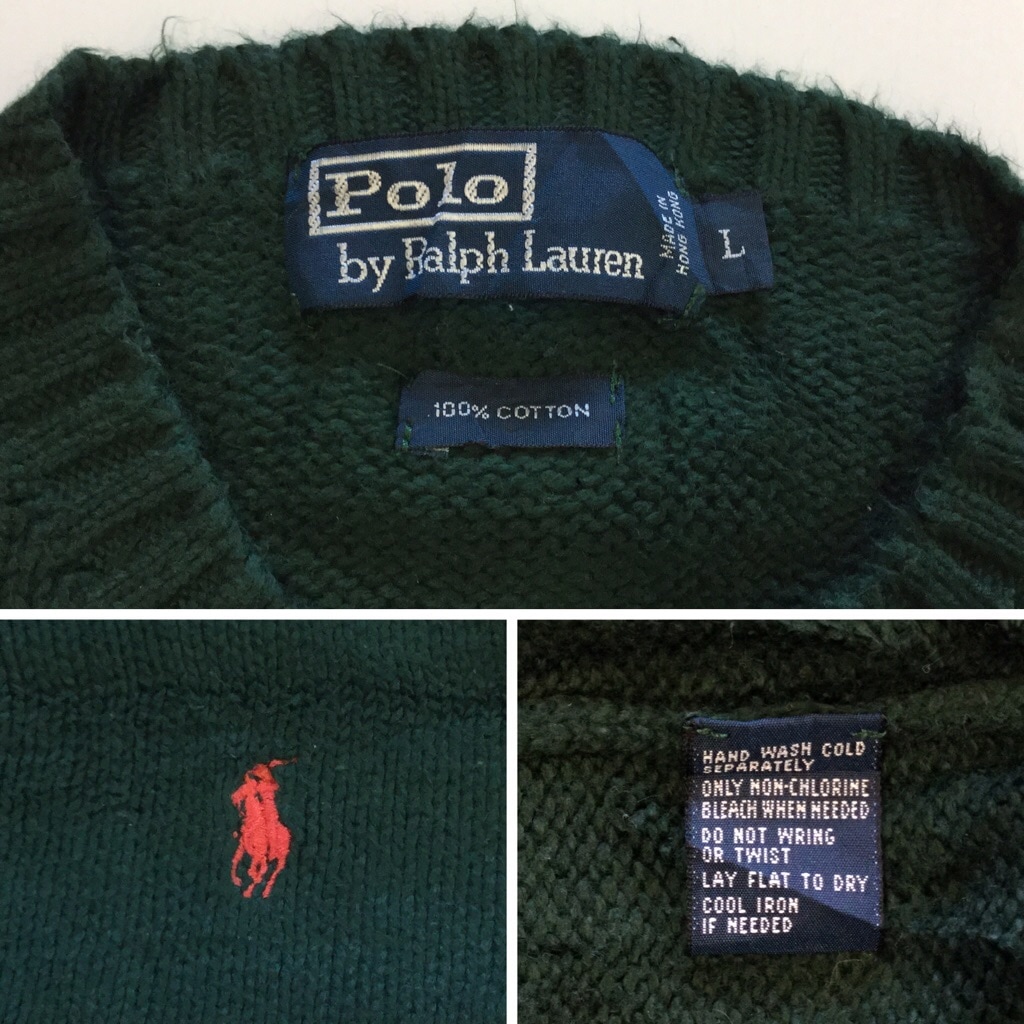 Polo
by Ralph Lauren
MADE IN
HONG KONG
L
100% COTTON
HAND WASH COLD
SEPARATELY
ONLY NON-CHLORINE
BLEACH WHEN NEEDED
DO NOT WRING
OR TWIST
LAY FLAT TO DRY
COOL IRON
IF NEEDED